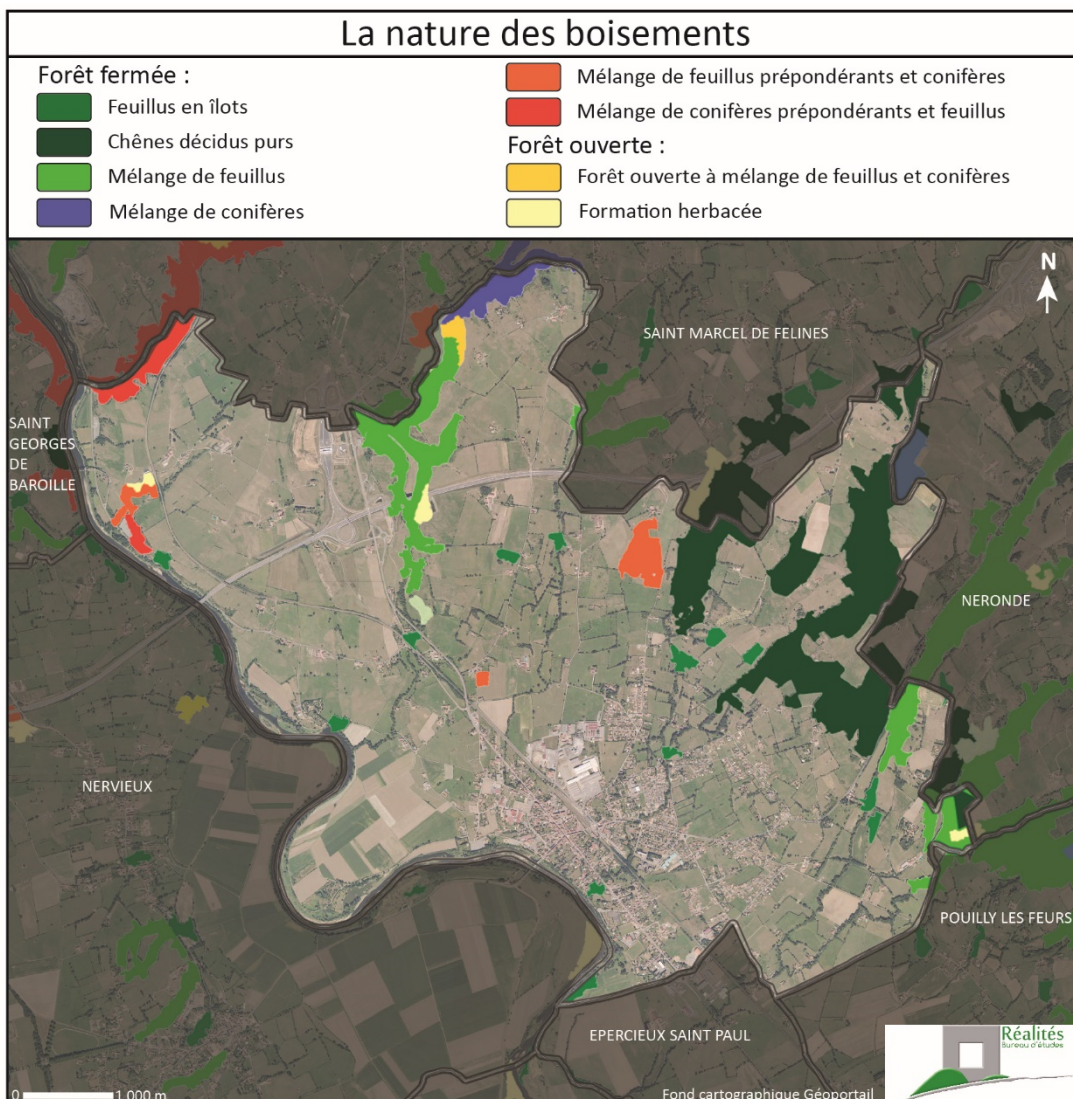 La nature des boisements
Forêt fermée :
Feuillus en îlots
Chênes décidus purs
Mélange de feuillus
Mélange de conifères
Mélange de feuillus prépondérants et conifères
Mélange de conifères prépondérants et feuillus
Forêt ouverte :
Forêt ouverte à mélange de feuillus et conifères
Formation herbacée
N
SAINT MARCEL DE FELINES
SAINT
GEORGES
DE
BAROILLE
NERONDE
NERVIEUX
POUILLY LES FEURS
EPERCIEUX SAINT PAUL
Réalités
Bureau d'études
0 1 000 m
Fond cartographique Géoportail